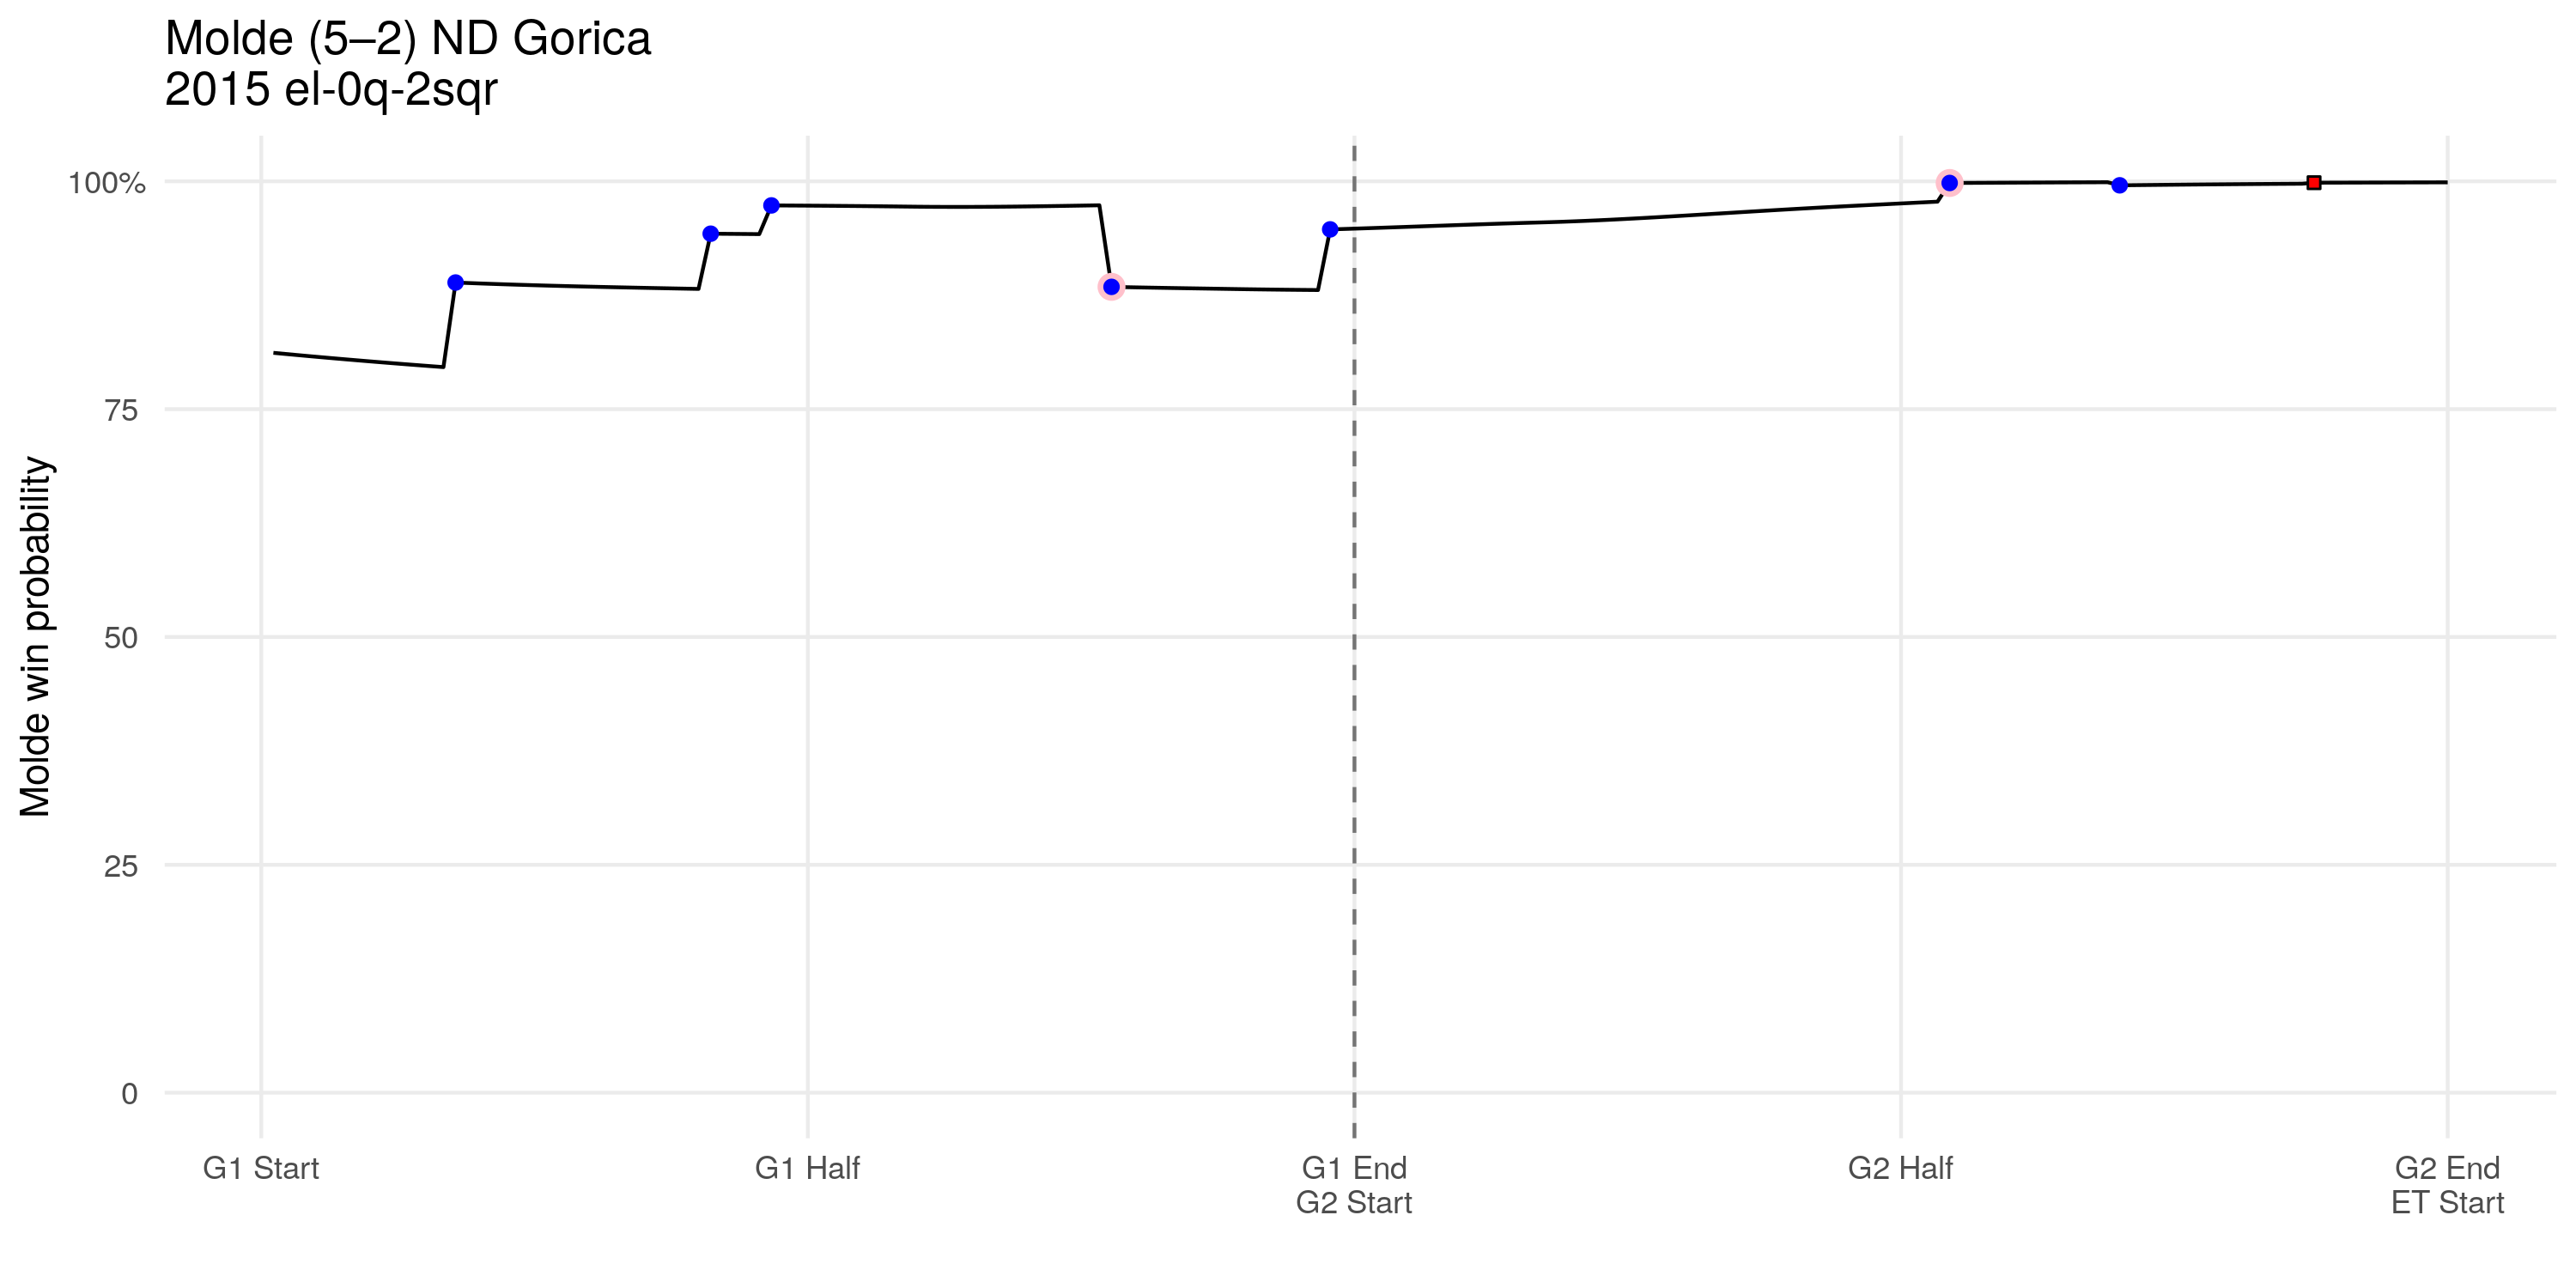 Molde (5–2) ND Gorica
2015 el-0q-2sqr
Molde win probability
100%
75
50
25
0
G1 Start
G1 Half
G1 End
G2 Start
G2 Half
G2 End
ET Start